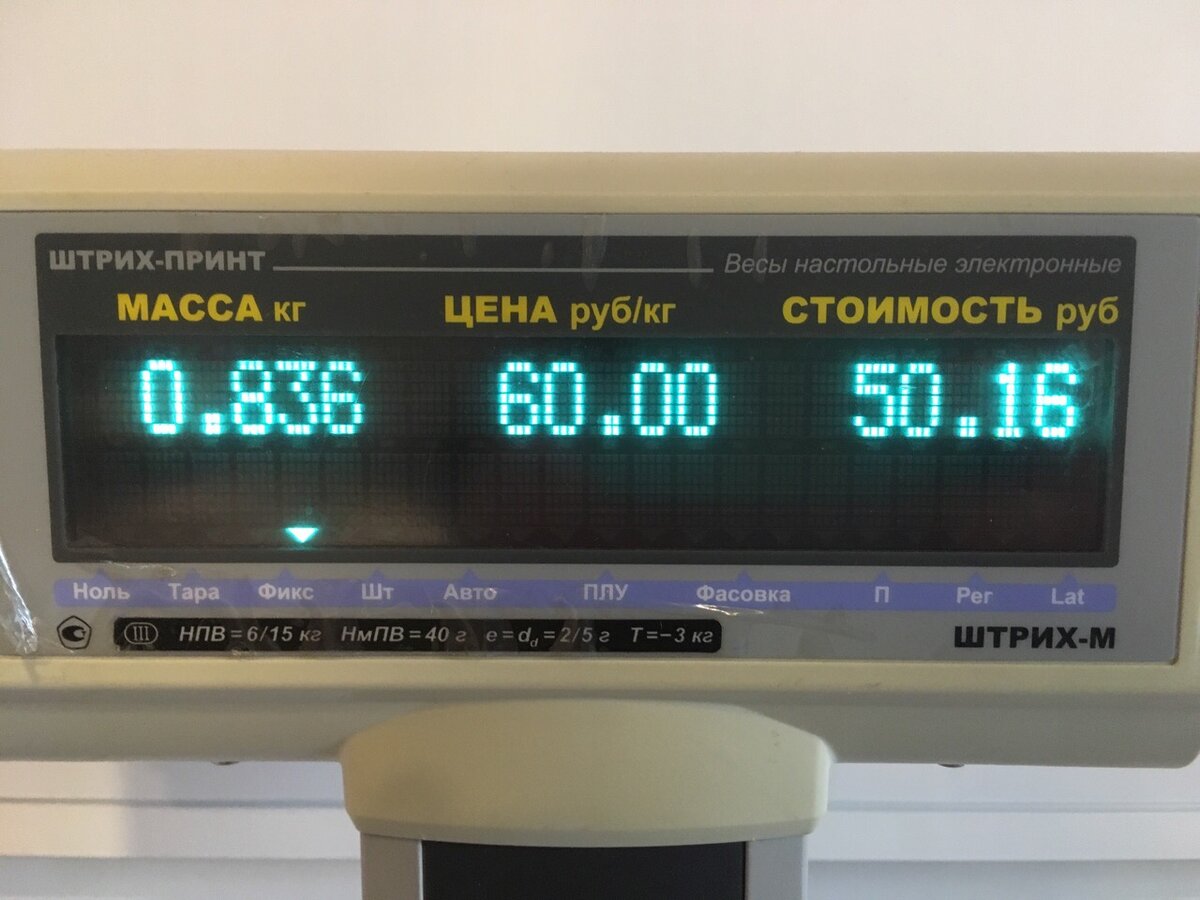 ШТРИХ-ПРИНТ Весы настольные электронные
МАССА кг ЦЕНА руб/кг СТОИМОСТЬ руб
0.836 60.00 50.16
Ноль Тара Фикс Шт Авто ПЛУ Фасовка П Рег Lat
III НПВ=6/15 кг НмПВ=40 г e=dd=2/5 г T=−3 кг ШТРИХ-М